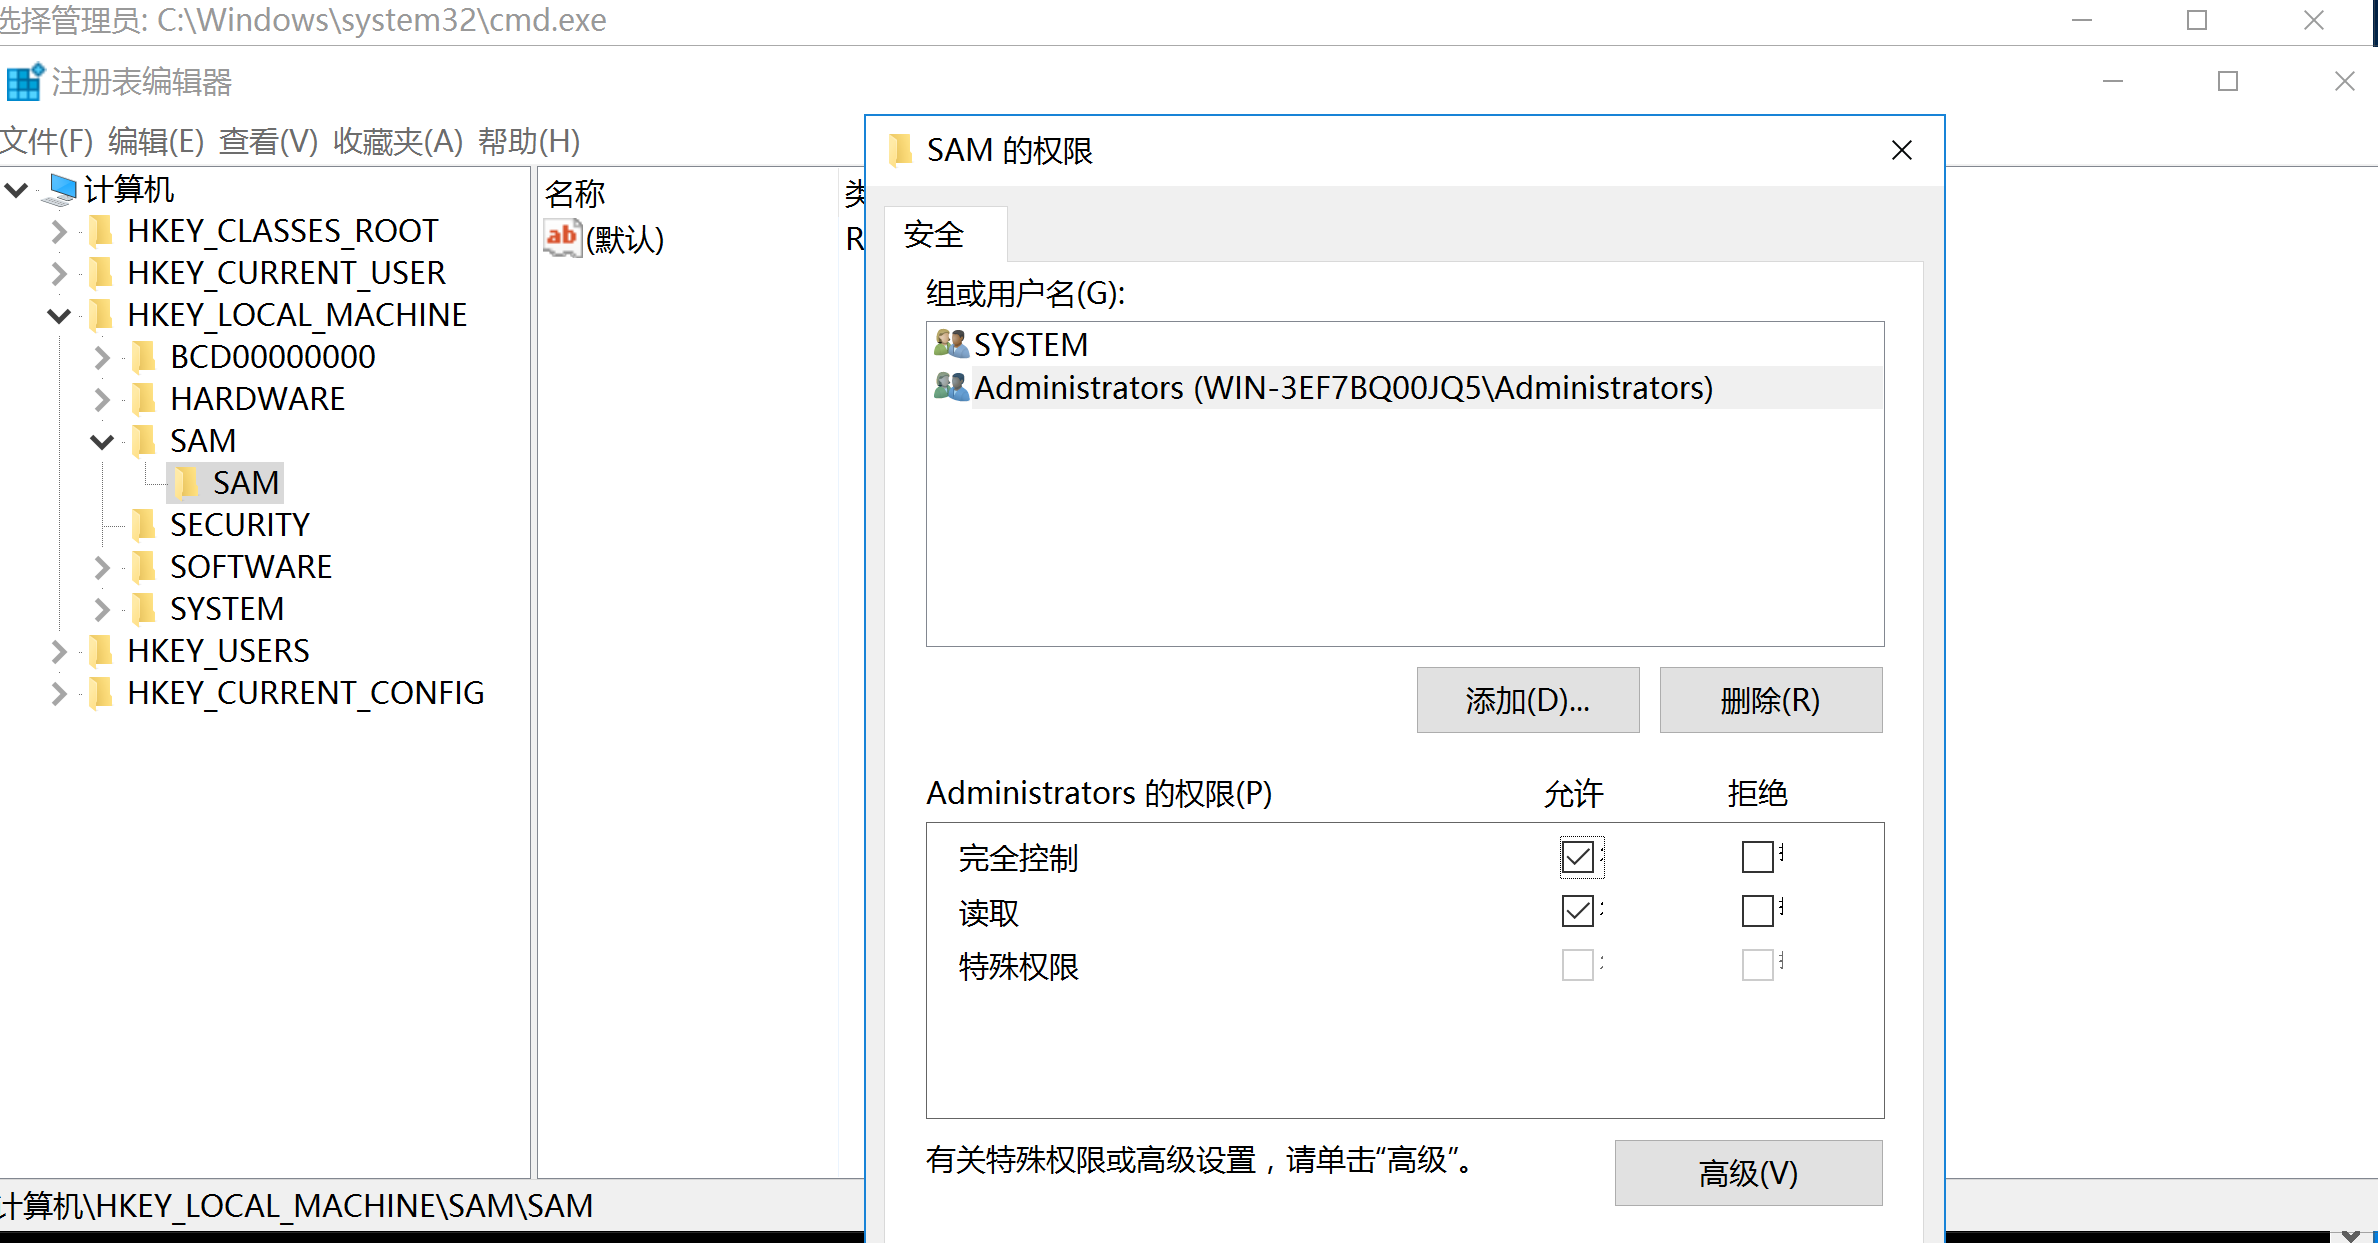 选择管理员: C:\Windows\system32\cmd.exe
注册表编辑器
文件(F) 编辑(E) 查看(V) 收藏夹(A) 帮助(H)
计算机
HKEY_CLASSES_ROOT
HKEY_CURRENT_USER
HKEY_LOCAL_MACHINE
BCD00000000
HARDWARE
SAM
SAM
SECURITY
SOFTWARE
SYSTEM
HKEY_USERS
HKEY_CURRENT_CONFIG
名称
ab (默认)
类
R
SAM 的权限
安全
组或用户名(G):
SYSTEM
Administrators (WIN-3EF7BQ00JQ5\Administrators)
添加(D)... 删除(R)
Administrators 的权限(P) 允许 拒绝
完全控制
读取
特殊权限
有关特殊权限或高级设置，请单击“高级”。
高级(V)
计算机\HKEY_LOCAL_MACHINE\SAM\SAM